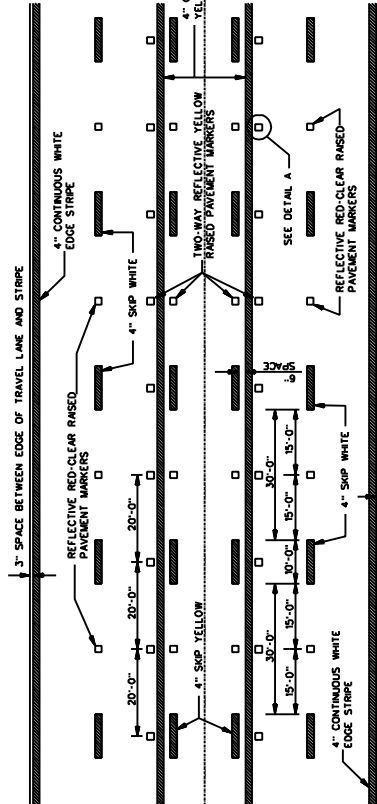 3" SPACE BETWEEN EDGE OF TRAVEL LANE AND STRIPE
4" CONTINUOUS WHITE
EDGE STRIPE
REFLECTIVE RED-CLEAR RAISED
PAVEMENT MARKERS
4" SKIP WHITE
20'-0"
20'-0"
20'-0"
4" SKIP YELLOW
TWO-WAY REFLECTIVE YELLOW
RAISED PAVEMENT MARKERS
4" C
YEL
6"
SPACE
SEE DETAIL A
30'-0"
30'-0"
15'-0"
15'-0"
10'-0"
15'-0"
15'-0"
4" SKIP WHITE
REFLECTIVE RED-CLEAR RAISED
PAVEMENT MARKERS
4" CONTINUOUS WHITE
EDGE STRIPE